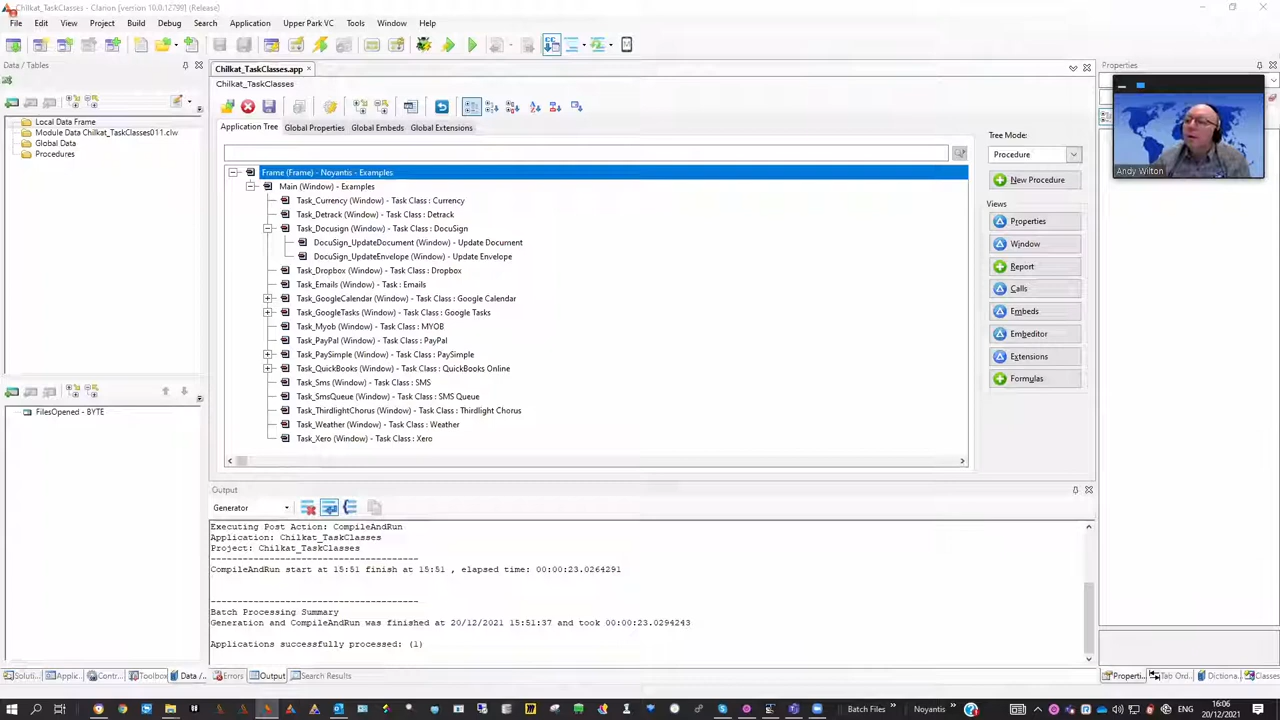 Chilkat_TaskClasses - Clarion [version 10.0.12799] (Release)
File Edit View Project Build Search Debug Application Upper Park VC Tools Window Help
Data / Tables
Local Data Frame
Module Data Chilkat_TaskClasses011.clw
Global Data
Procedures
FilesOpened - BYTE
Chilkat_TaskClasses.app
Chilkat_TaskClasses
Application Tree
Global Properties
Global Embeds
Global Extensions
Frame (Frame) - Noyantis - Examples
Main (Window) - Examples
Task_Currency (Window) - Task Class : Currency
Task_Detrack (Window) - Task Class : Detrack
Task_Docusign (Window) - Task Class : DocuSign
DocuSign_UpdateDocument (Window) - Update Document
DocuSign_UpdateEnvelope (Window) - Update Envelope
Task_Dropbox (Window) - Task Class : Dropbox
Task_Emails (Window) - Task : Emails
Task_GoogleCalendar (Window) - Task Class : Google Calendar
Task_GoogleTasks (Window) - Task Class : Google Tasks
Task_Myob (Window) - Task Class : MYOB
Task_PayPal (Window) - Task Class : PayPal
Task_PaySimple (Window) - Task Class : PaySimple
Task_QuickBooks (Window) - Task Class : QuickBooks Online
Task_Sms (Window) - Task Class : SMS
Task_SmsQueue (Window) - Task Class : SMS Queue
Task_ThirdlightChorus (Window) - Task Class : Thirdlight Chorus
Task_Weather (Window) - Task Class : Weather
Task_Xero (Window) - Task Class : Xero
Tree Mode:
Procedure
New Procedure
Views
Properties
Window
Report
Calls
Embeds
Embeditor
Extensions
Formulas
Properties
Andy Wilton
Output
Generator
Executing Post Action: CompileAndRun
Application: Chilkat_TaskClasses
Project: Chilkat_TaskClasses
---------------------------------------
CompileAndRun start at 15:51 finish at 15:51 , elapsed time: 00:00:23.0264291
---------------------------------------
Batch Processing Summary
Generation and CompileAndRun was finished at 20/12/2021 15:51:37 and took 00:00:23.0294243
Applications successfully processed: (1)
Soluti... Applic... Contr... Toolbox Data /... Errors Output Search Results
Properti... Tab Ord... Dictiona... Classes
Batch Files
Noyantis
ENG
16:06
20/12/2021